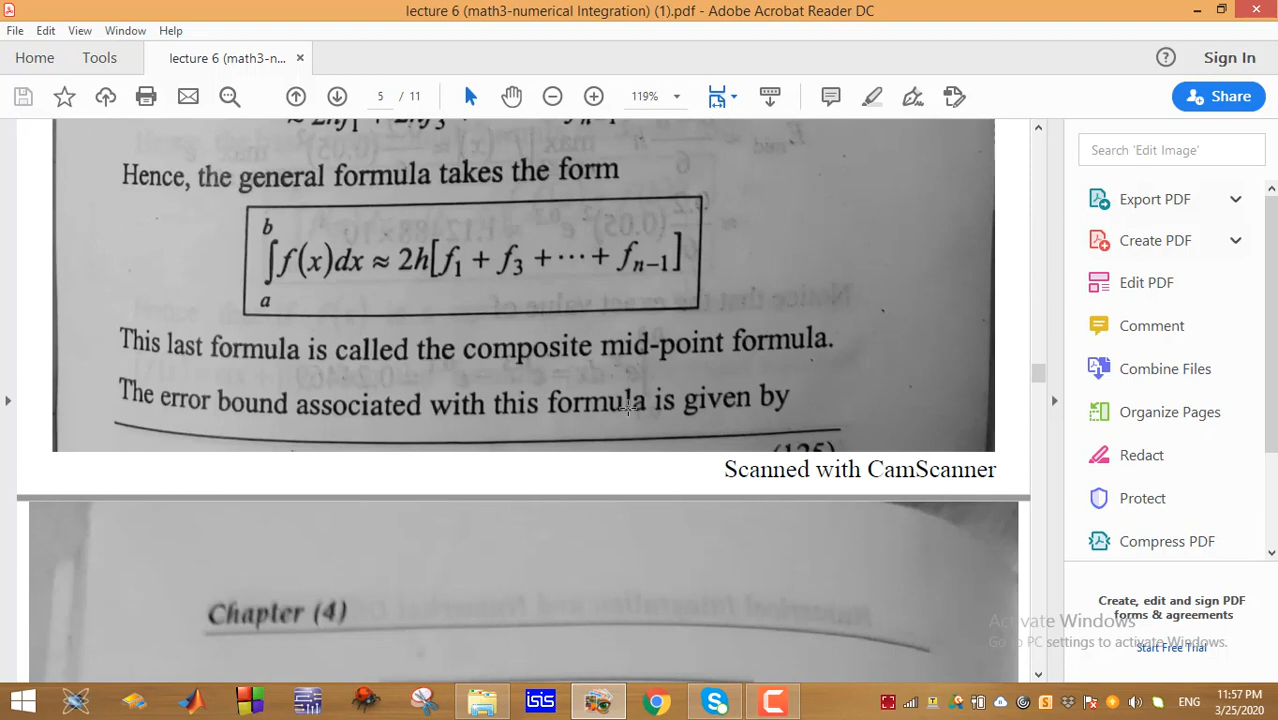 lecture 6 (math3-numerical Integration) (1).pdf - Adobe Acrobat Reader DC
File Edit View Window Help
Home Tools lecture 6 (math3-n... × Sign In
5 / 11 119% Share
Hence, the general formula takes the form
∫_a^b f(x)dx ≈ 2h[f₁ + f₃ + ⋯ + fₙ₋₁]
This last formula is called the composite mid-point formula.
The error bound associated with this formula is given by
(125)
Scanned with CamScanner
Chapter (4)
Search 'Edit Image'
Export PDF
Create PDF
Edit PDF
Comment
Combine Files
Organize Pages
Redact
Protect
Compress PDF
Create, edit and sign PDF
forms & agreements
Start Free Trial
Activate Windows
Go to PC settings to activate Windows.
isis
ENG
11:57 PM
3/25/2020